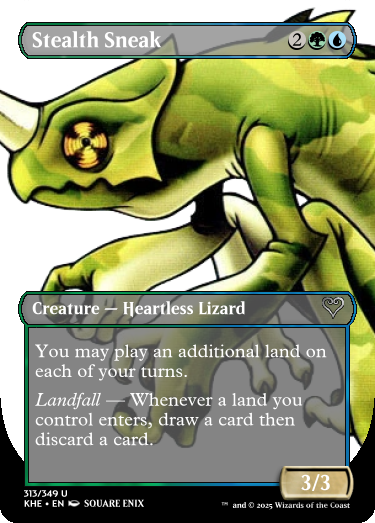 Stealth Sneak 2
Creature — Heartless Lizard
You may play an additional land on
each of your turns.
Landfall — Whenever a land you
control enters, draw a card then
discard a card.
3/3
313/349 U
KHE • EN SQUARE ENIX ™ and © 2025 Wizards of the Coast